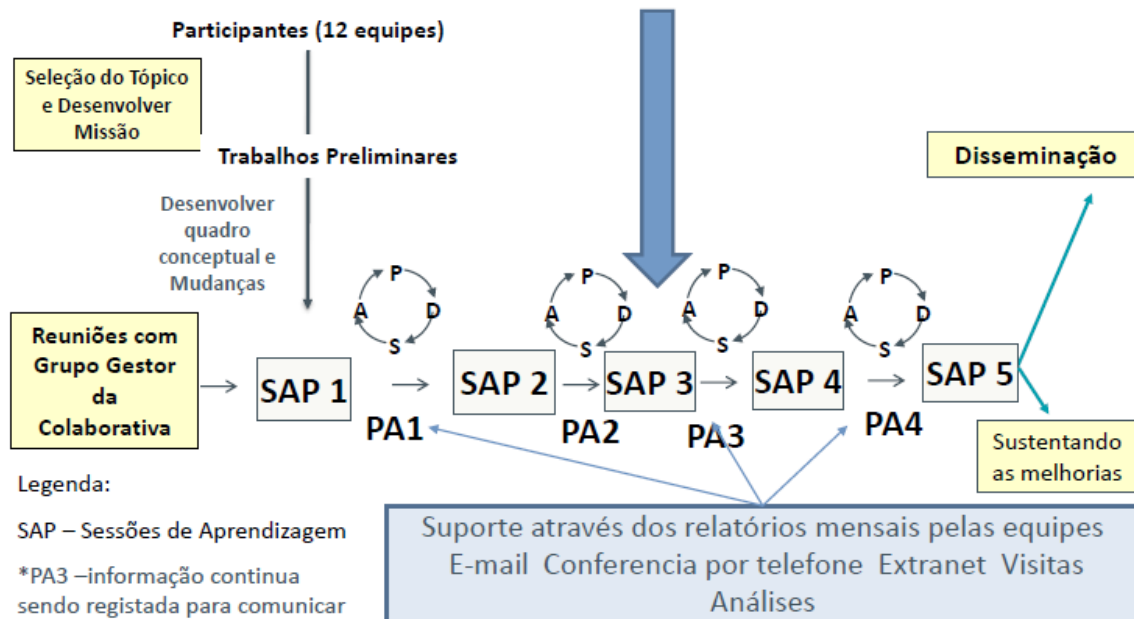 Participantes (12 equipes)
Seleção do Tópico
e Desenvolver
Missão
Trabalhos Preliminares
Disseminação
Desenvolver
quadro
conceptual e
Mudanças
P
A
D
S
P
A
D
S
P
A
D
S
P
A
D
S
Reuniões com
Grupo Gestor
da
Colaborativa
SAP 1
SAP 2
SAP 3
SAP 4
SAP 5
PA1
PA2
PA3
PA4
Sustentando
as melhorias
Legenda:
SAP – Sessões de Aprendizagem
*PA3 –informação continua
sendo registada para comunicar
Suporte através dos relatórios mensais pelas equipes
E-mail Conferencia por telefone Extranet Visitas
Análises